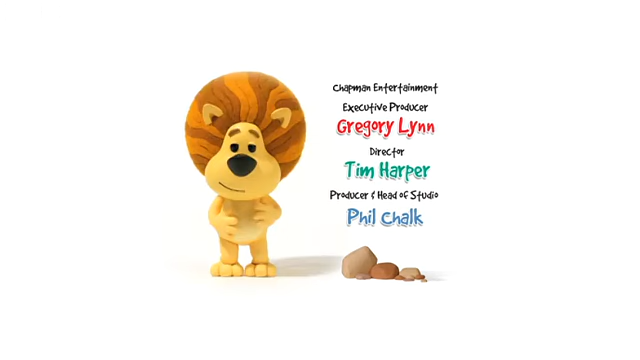 Chapman Entertainment
Executive Producer
Gregory Lynn
Director
Tim Harper
Producer & Head of Studio
Phil Chalk